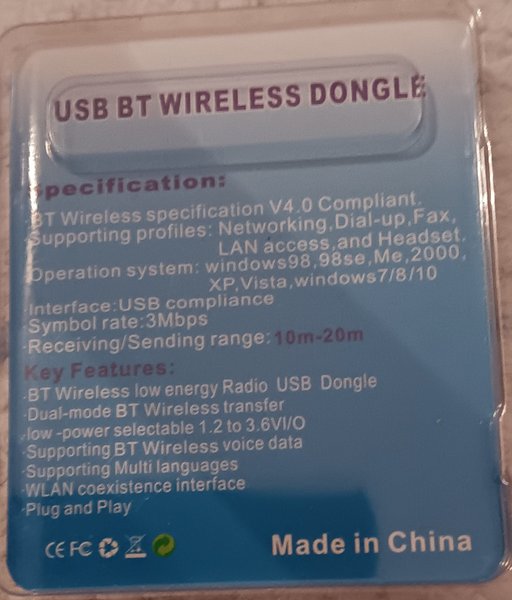 USB BT WIRELESS DONGLE
Specification:
BT Wireless specification V4.0 Compliant.
Supporting profiles: Networking,Dial-up,Fax,
LAN access,and Headset.
Operation system: windows98,98se,Me,2000,
XP,Vista,windows7/8/10
·Interface:USB compliance
·Symbol rate:3Mbps
·Receiving/Sending range:10m-20m
Key Features:
·BT Wireless low energy Radio USB Dongle
·Dual-mode BT Wireless transfer
·low -power selectable 1.2 to 3.6VI/O
·Supporting BT Wireless voice data
·Supporting Multi languages
·WLAN coexistence interface
·Plug and Play
CE FC
Made in China